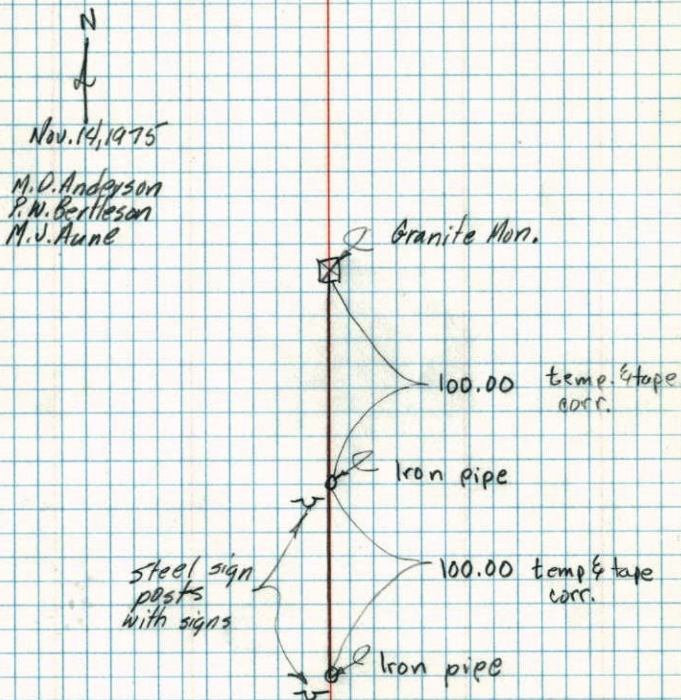 N
Nov. 14, 1975
M.D. Anderson
P.W. Bertleson
M.J. Aune
Granite Mon.
100.00 temp. & tape
corr.
Iron pipe
steel sign
posts
with signs
100.00 temp & tape
corr.
Iron pipe